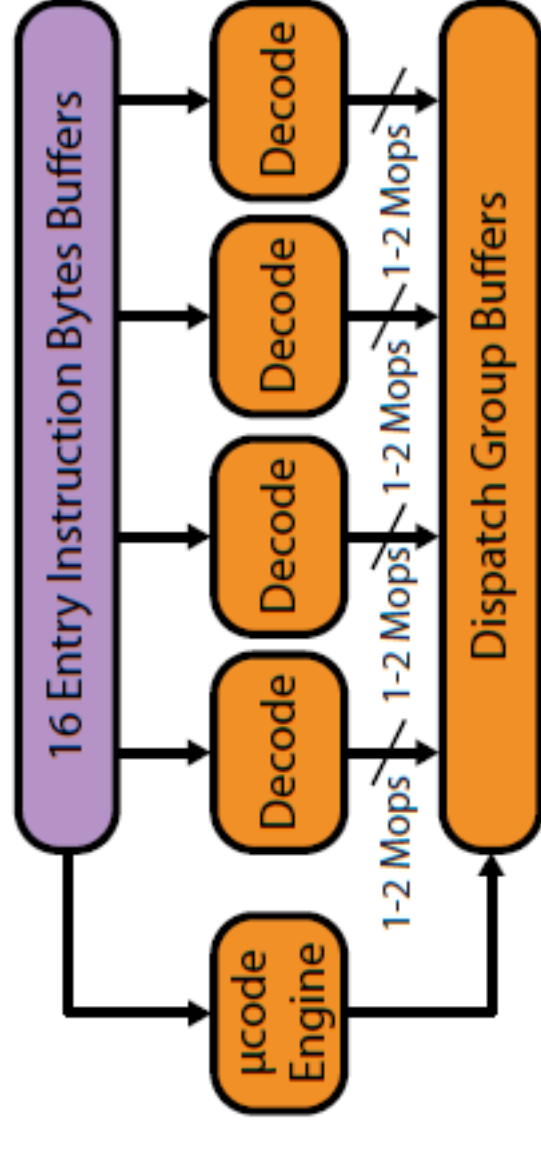 16 Entry Instruction Bytes Buffers
µcode
Engine
Decode
Decode
Decode
Decode
1-2 Mops
1-2 Mops
1-2 Mops
1-2 Mops
Dispatch Group Buffers